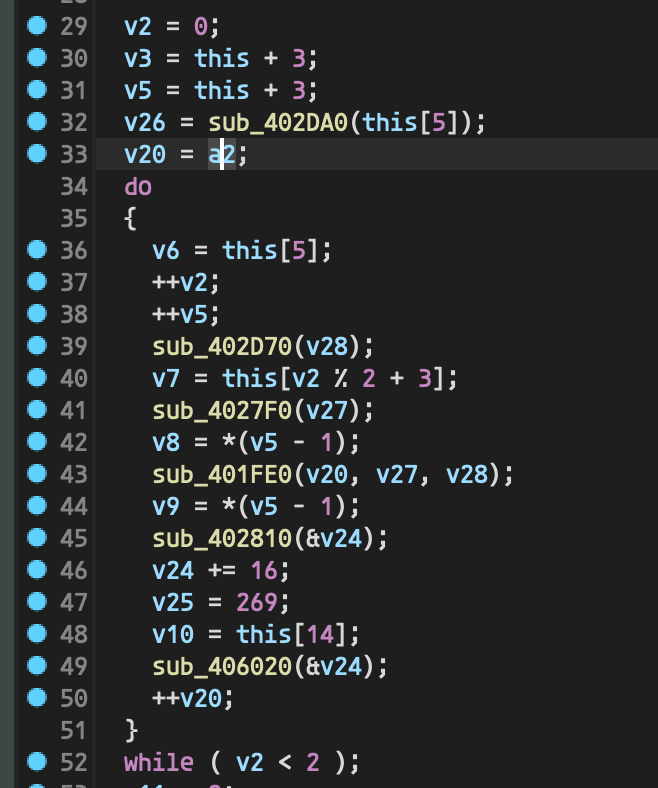 29 v2 = 0;
30 v3 = this + 3;
31 v5 = this + 3;
32 v26 = sub_402DA0(this[5]);
33 v20 = a2;
34 do
35 {
36 v6 = this[5];
37 ++v2;
38 ++v5;
39 sub_402D70(v28);
40 v7 = this[v2 % 2 + 3];
41 sub_4027F0(v27);
42 v8 = *(v5 - 1);
43 sub_401FE0(v20, v27, v28);
44 v9 = *(v5 - 1);
45 sub_402810(&v24);
46 v24 += 16;
47 v25 = 269;
48 v10 = this[14];
49 sub_406020(&v24);
50 ++v20;
51 }
52 while ( v2 < 2 );